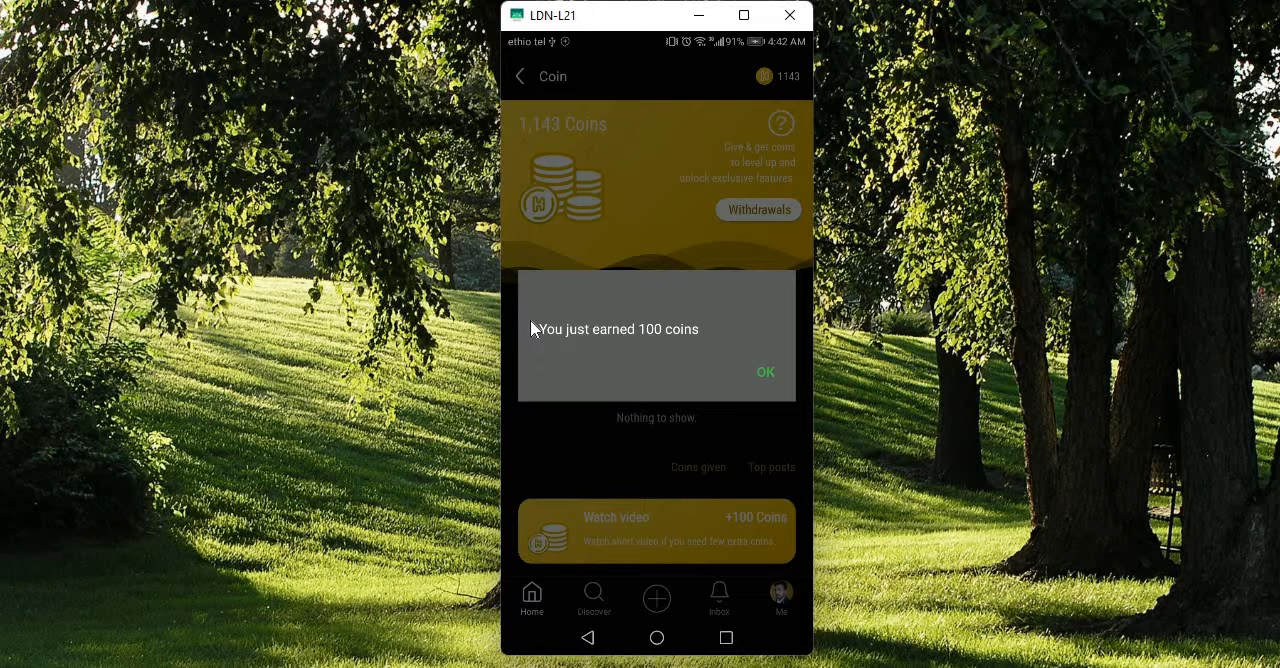 LDN-L21
ethio tel
91% 4:42 AM
Coin
1143
1,143 Coins
Give & get coins
to level up and
unlock exclusive features.
Withdrawals
You just earned 100 coins
OK
Nothing to show.
Coins given Top posts
Watch video +100 Coins
Watch short video if you need few extra coins.
Home Discover Inbox Me